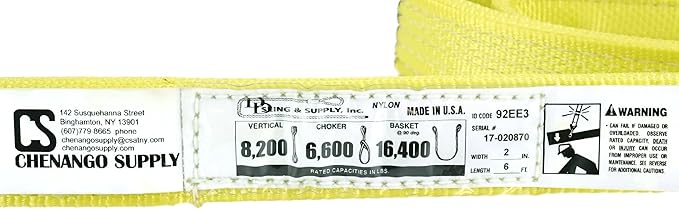 CS
142 Susquehanna Street
Binghamton, NY 13901
(607)779 8665 phone
chenangosupply@csatny.com
chenangosupply.com
CHENANGO SUPPLY
SLING & SUPPLY, Inc.
NYLON
MADE IN U.S.A.
VERTICAL
8,200
CHOKER
6,600
BASKET
@ 90 deg
16,400
RATED CAPACITIES IN LBS.
ID CODE 92EE3
SERIAL #
17-020870
WIDTH 2 IN.
LENGTH 6 FT.
WARNING
• CAN FAIL IF DAMAGED OR
OVERLOADED. OBSERVE
RATED CAPACITY. DEATH
OR INJURY CAN OCCUR
FROM IMPROPER USE OR
MAINTENANCE. SEE REVERSE
FOR ADDITIONAL CAUTIONS.